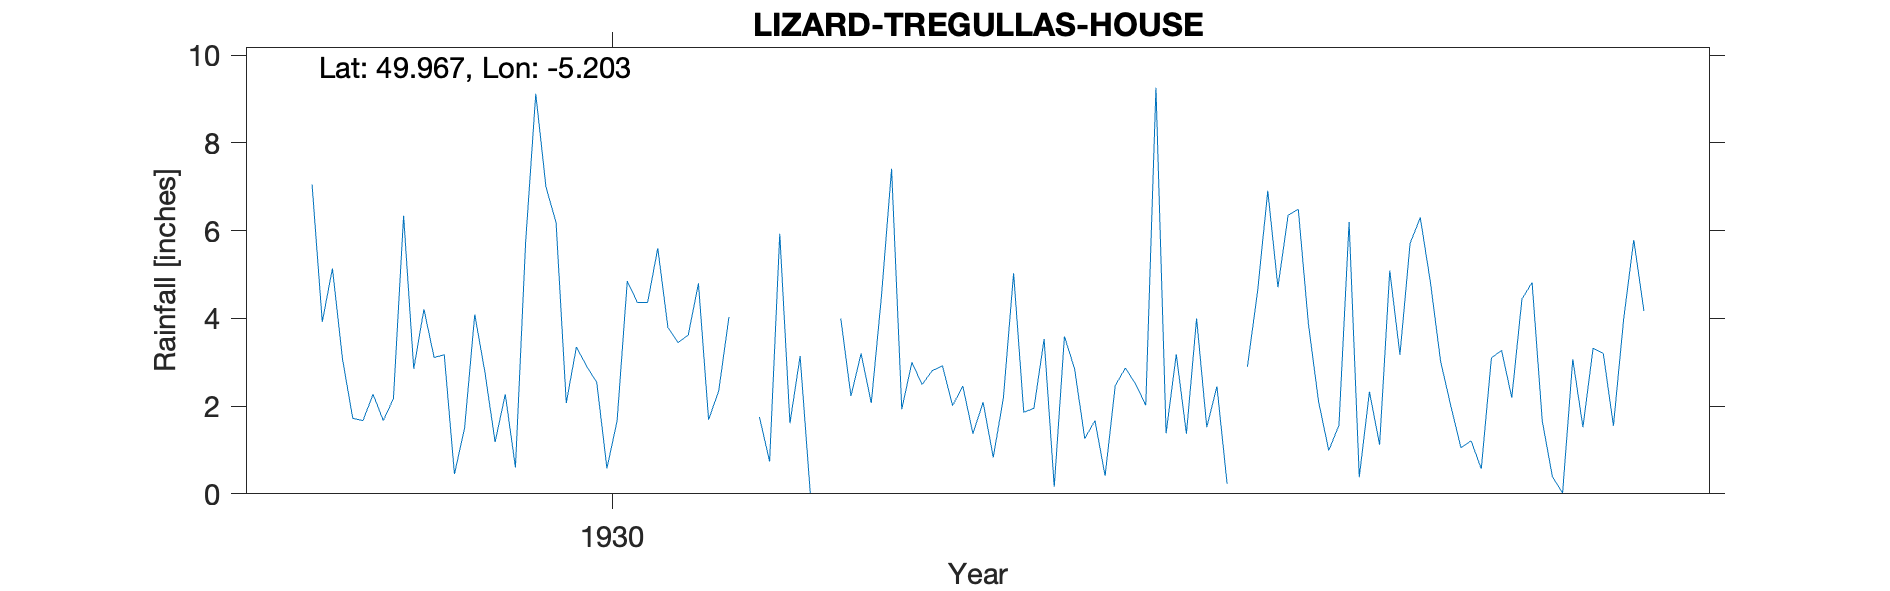 LIZARD-TREGULLAS-HOUSE
Lat: 49.967, Lon: -5.203
Rainfall [inches]
10
8
6
4
2
0
1930
Year